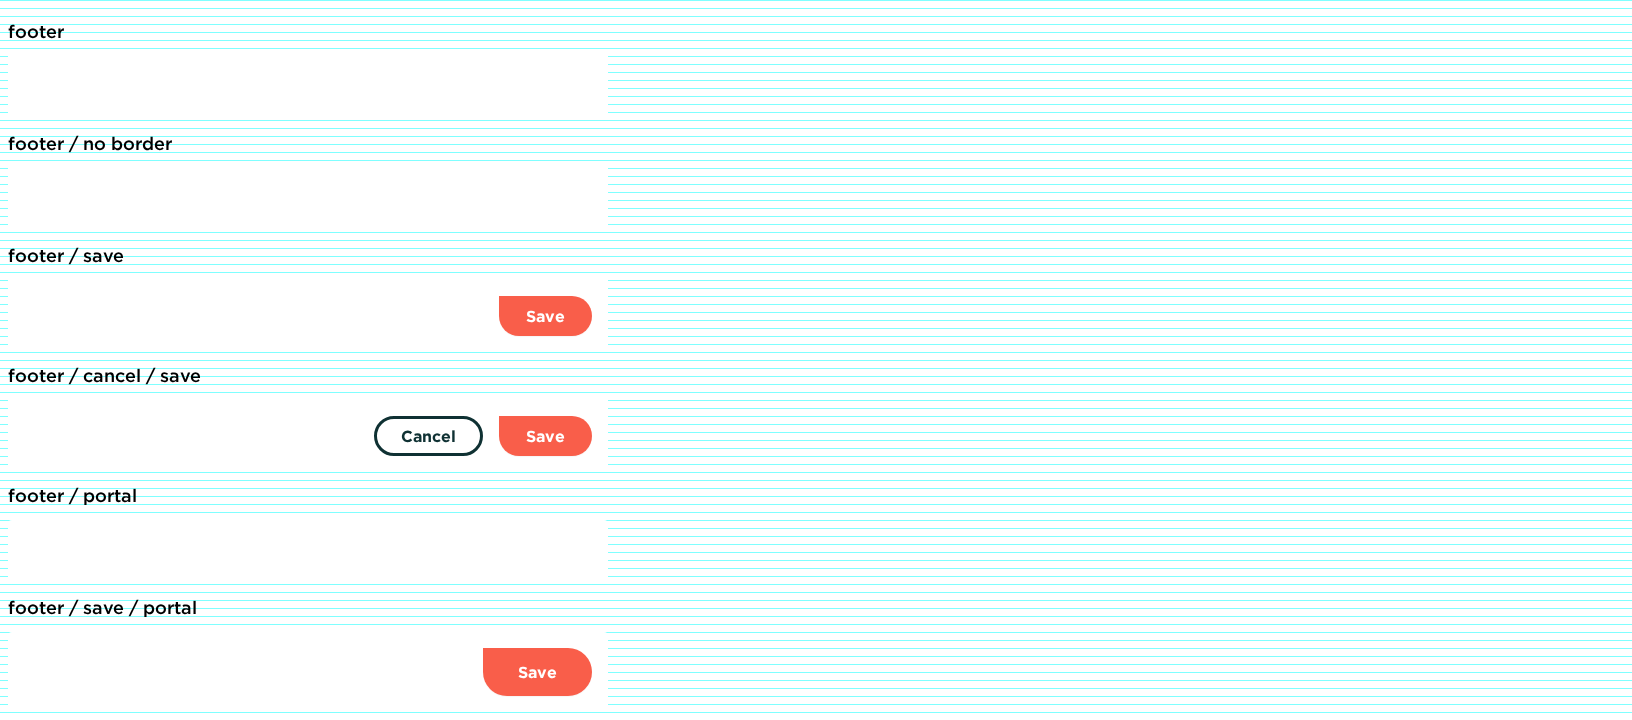 footer
footer / no border
footer / save
Save
footer / cancel / save
Cancel Save
footer / portal
footer / save / portal
Save